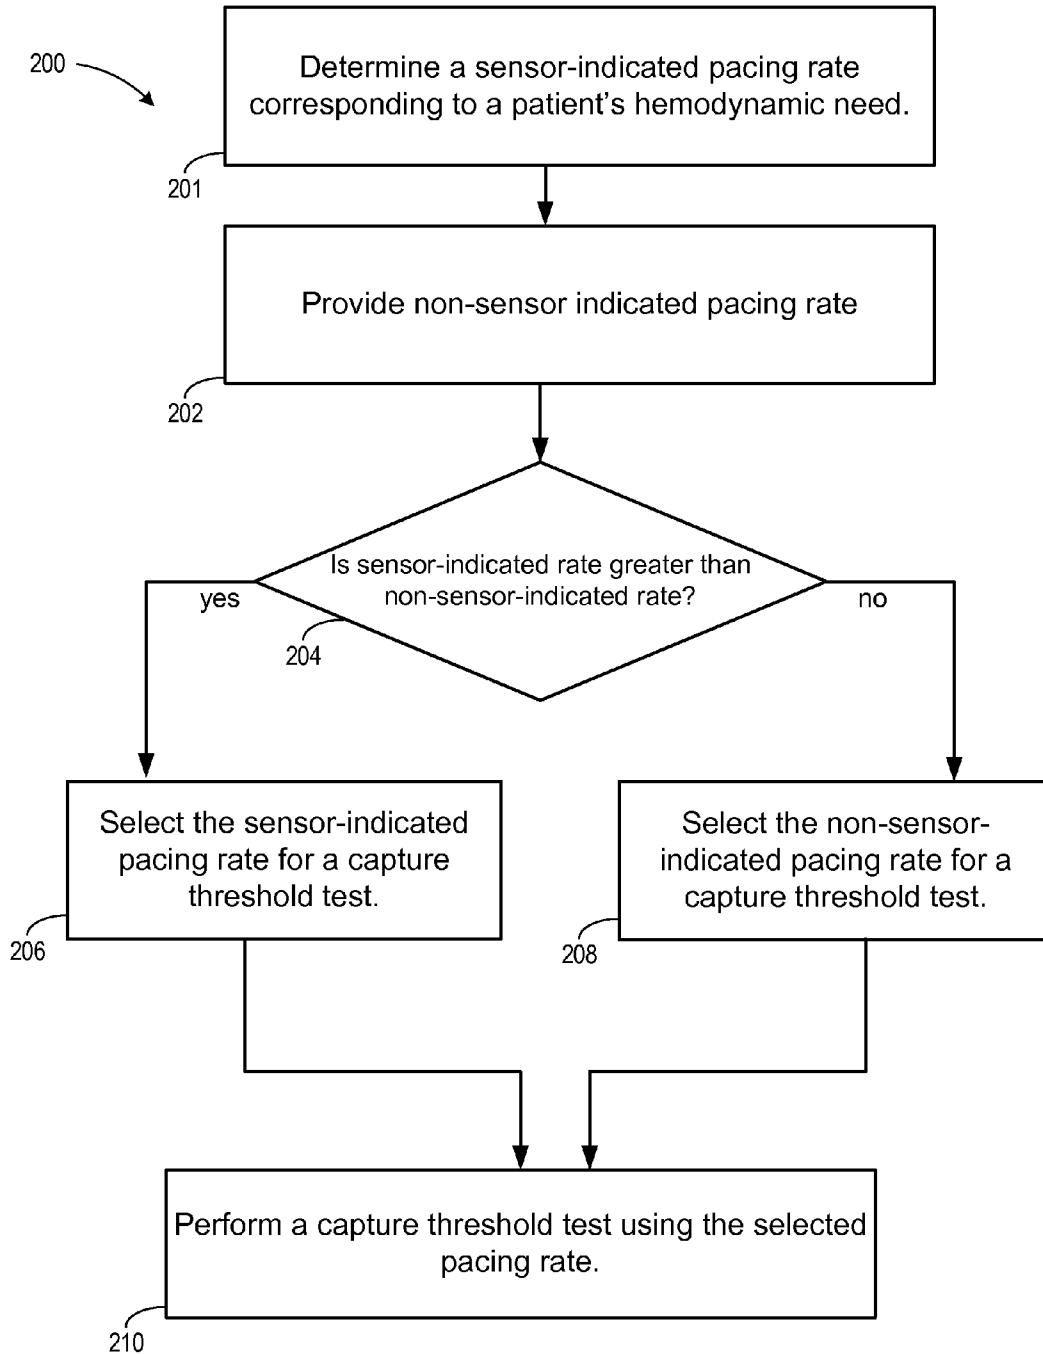 200
Determine a sensor-indicated pacing rate
corresponding to a patient’s hemodynamic need.
201
Provide non-sensor indicated pacing rate
202
Is sensor-indicated rate greater than
non-sensor-indicated rate?
yes
no
204
Select the sensor-indicated
pacing rate for a capture
threshold test.
206
Select the non-sensor-
indicated pacing rate for a
capture threshold test.
208
Perform a capture threshold test using the selected
pacing rate.
210